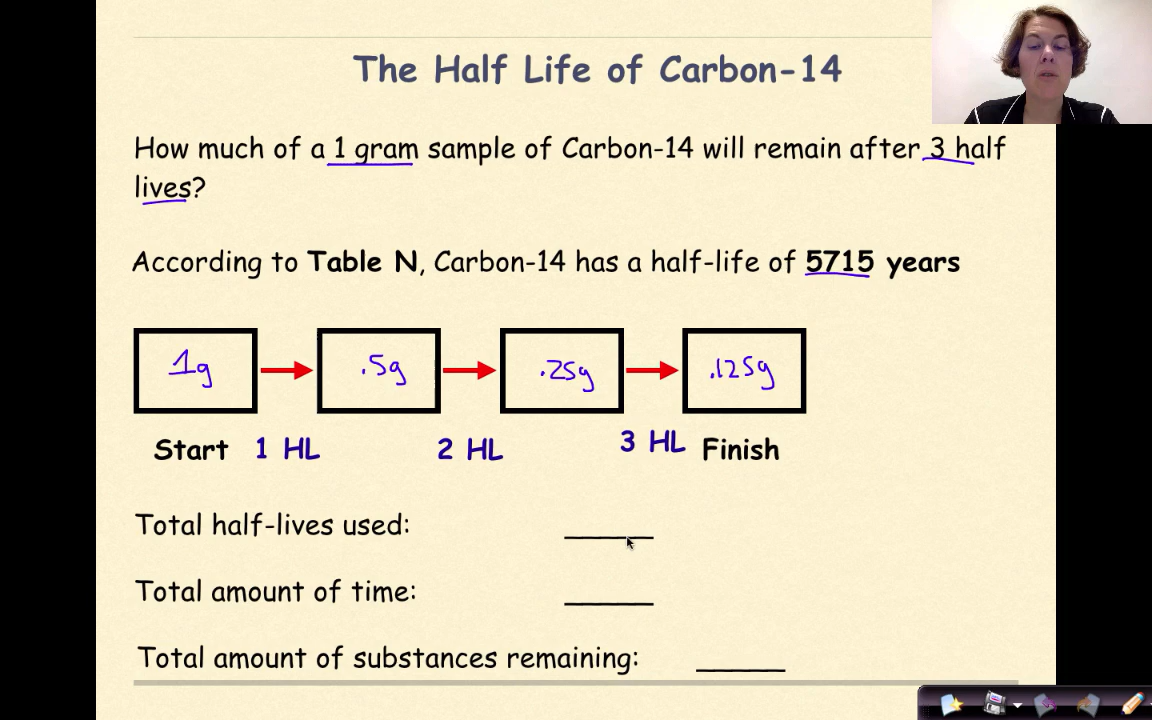 The Half Life of Carbon-14
How much of a 1 gram sample of Carbon-14 will remain after 3 half
lives?
According to Table N, Carbon-14 has a half-life of 5715 years
1g .5g .25g .125g
Start 1 HL 2 HL 3 HL Finish
Total half-lives used: _____
Total amount of time: _____
Total amount of substances remaining: _____